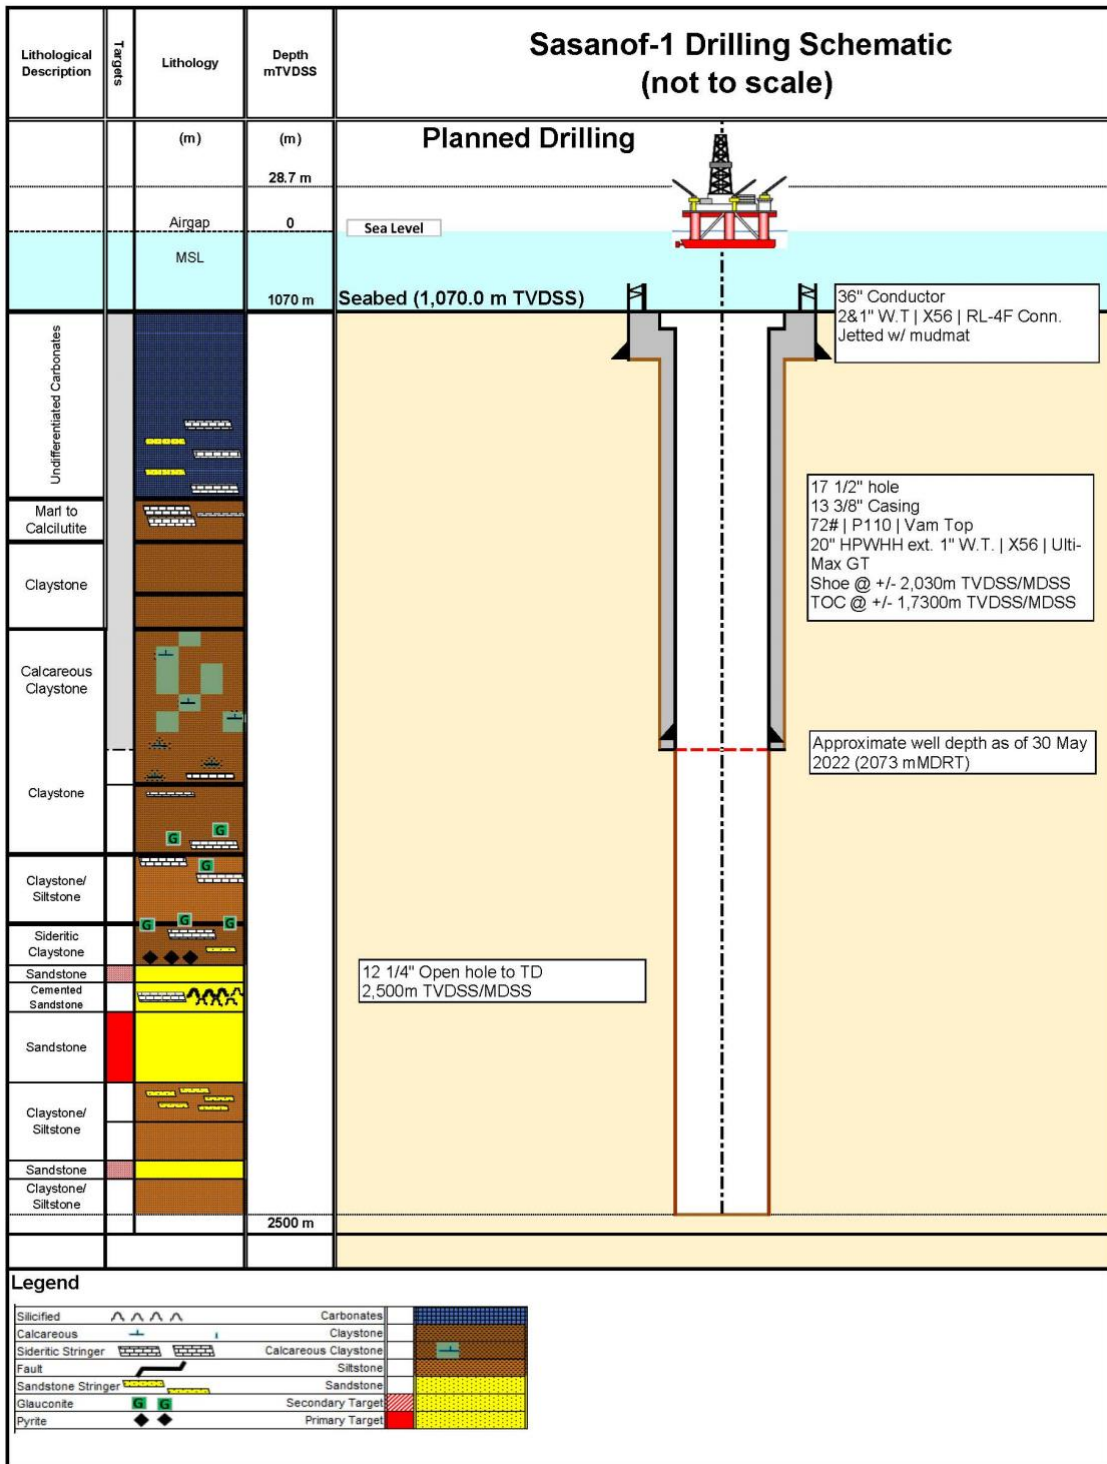 Lithological
Description
Targets
Lithology
Depth
mTVDSS
Sasanof-1 Drilling Schematic
(not to scale)
(m)
(m)
Planned Drilling
28.7 m
Airgap
0
Sea Level
MSL
1070 m
Seabed (1,070.0 m TVDSS)
36" Conductor
2&1" W.T | X56 | RL-4F Conn.
Jetted w/ mudmat
Undifferentiated Carbonates
Marl to
Calcilutite
17 1/2" hole
13 3/8" Casing
72# | P110 | Vam Top
20" HPWHH ext. 1" W.T. | X56 | Ulti-
Max GT
Shoe @ +/- 2,030m TVDSS/MDSS
TOC @ +/- 1,7300m TVDSS/MDSS
Claystone
Calcareous
Claystone
Approximate well depth as of 30 May
2022 (2073 mMDRT)
Claystone
G
G
Claystone/
Siltstone
G
G
G
G
Sideritic
Claystone
Sandstone
Cemented
Sandstone
12 1/4" Open hole to TD
2,500m TVDSS/MDSS
Sandstone
Claystone/
Siltstone
Sandstone
Claystone/
Siltstone
2500 m
Legend
Silicified
Carbonates
Calcareous
Claystone
Sideritic Stringer
Calcareous Claystone
Fault
Siltstone
Sandstone Stringer
Sandstone
Glauconite
G
G
Secondary Target
Pyrite
Primary Target